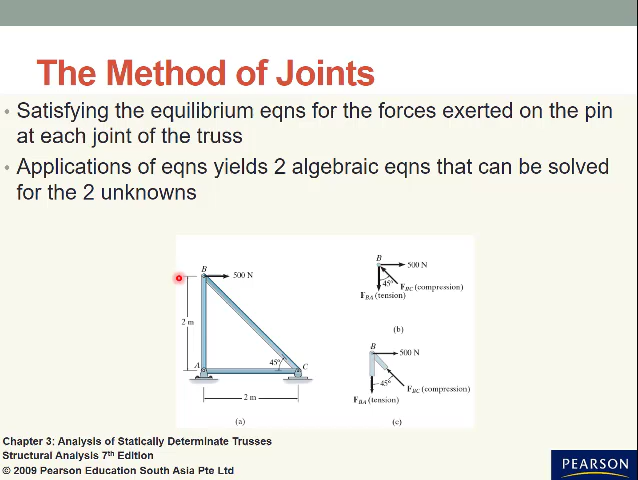 The Method of Joints
• Satisfying the equilibrium eqns for the forces exerted on the pin
at each joint of the truss
• Applications of eqns yields 2 algebraic eqns that can be solved
for the 2 unknowns
B
500 N
2 m
A
45°
C
2 m
(a)
B
500 N
45°
F_BC (compression)
F_BA (tension)
(b)
B
500 N
45°
F_BC (compression)
F_BA (tension)
(c)
Chapter 3: Analysis of Statically Determinate Trusses
Structural Analysis 7th Edition
© 2009 Pearson Education South Asia Pte Ltd
PEARSON